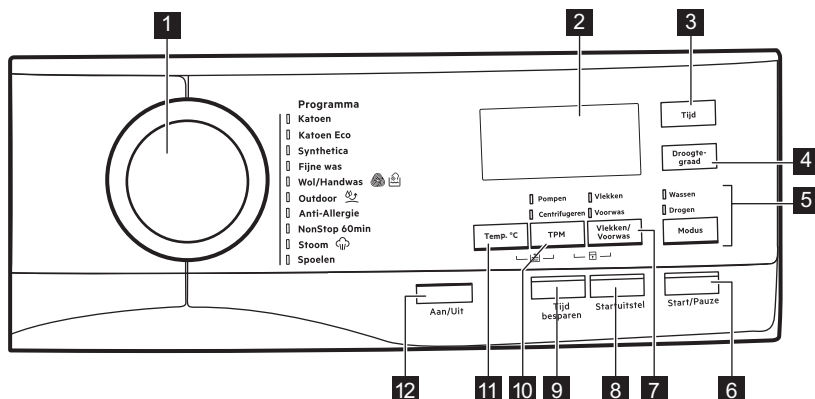 1
2
3
Programma
Katoen
Katoen Eco
Synthetica
Fijne was
Wol/Handwas
Outdoor
Anti-Allergie
NonStop 60min
Stoom
Spoelen
Tijd
Droogte-
graad
4
Pompen
Vlekken
Wassen
Centrifugeren
Voorwas
Drogen
5
Temp. °C
TPM
Vlekken/
Voorwas
Modus
Aan/Uit
Tijd
besparen
Startuitstel
Start/Pauze
12
11
10
9
8
7
6